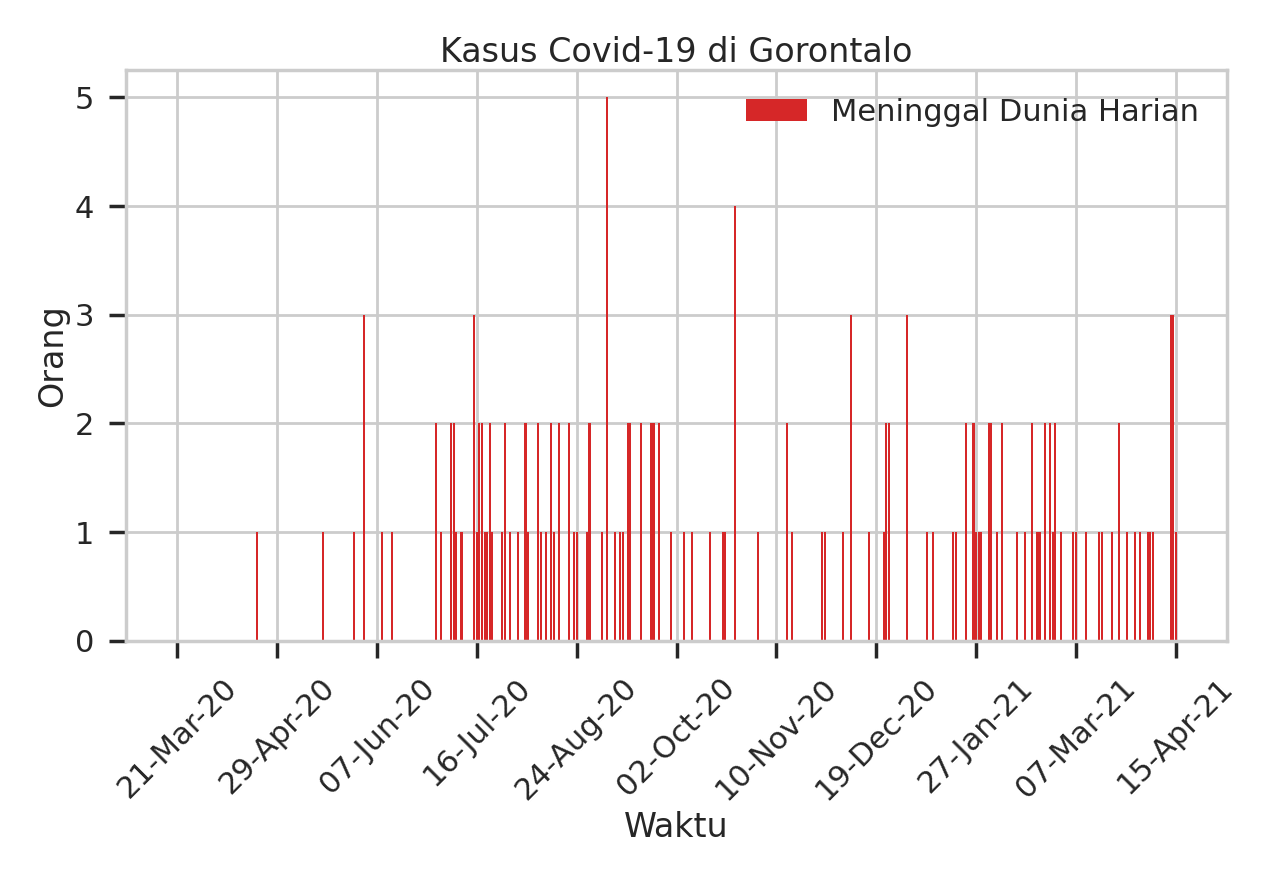 Kasus Covid-19 di Gorontalo
Meninggal Dunia Harian
5
4
3
2
1
0
Orang
21-Mar-20
29-Apr-20
07-Jun-20
16-Jul-20
24-Aug-20
02-Oct-20
10-Nov-20
19-Dec-20
27-Jan-21
07-Mar-21
15-Apr-21
Waktu